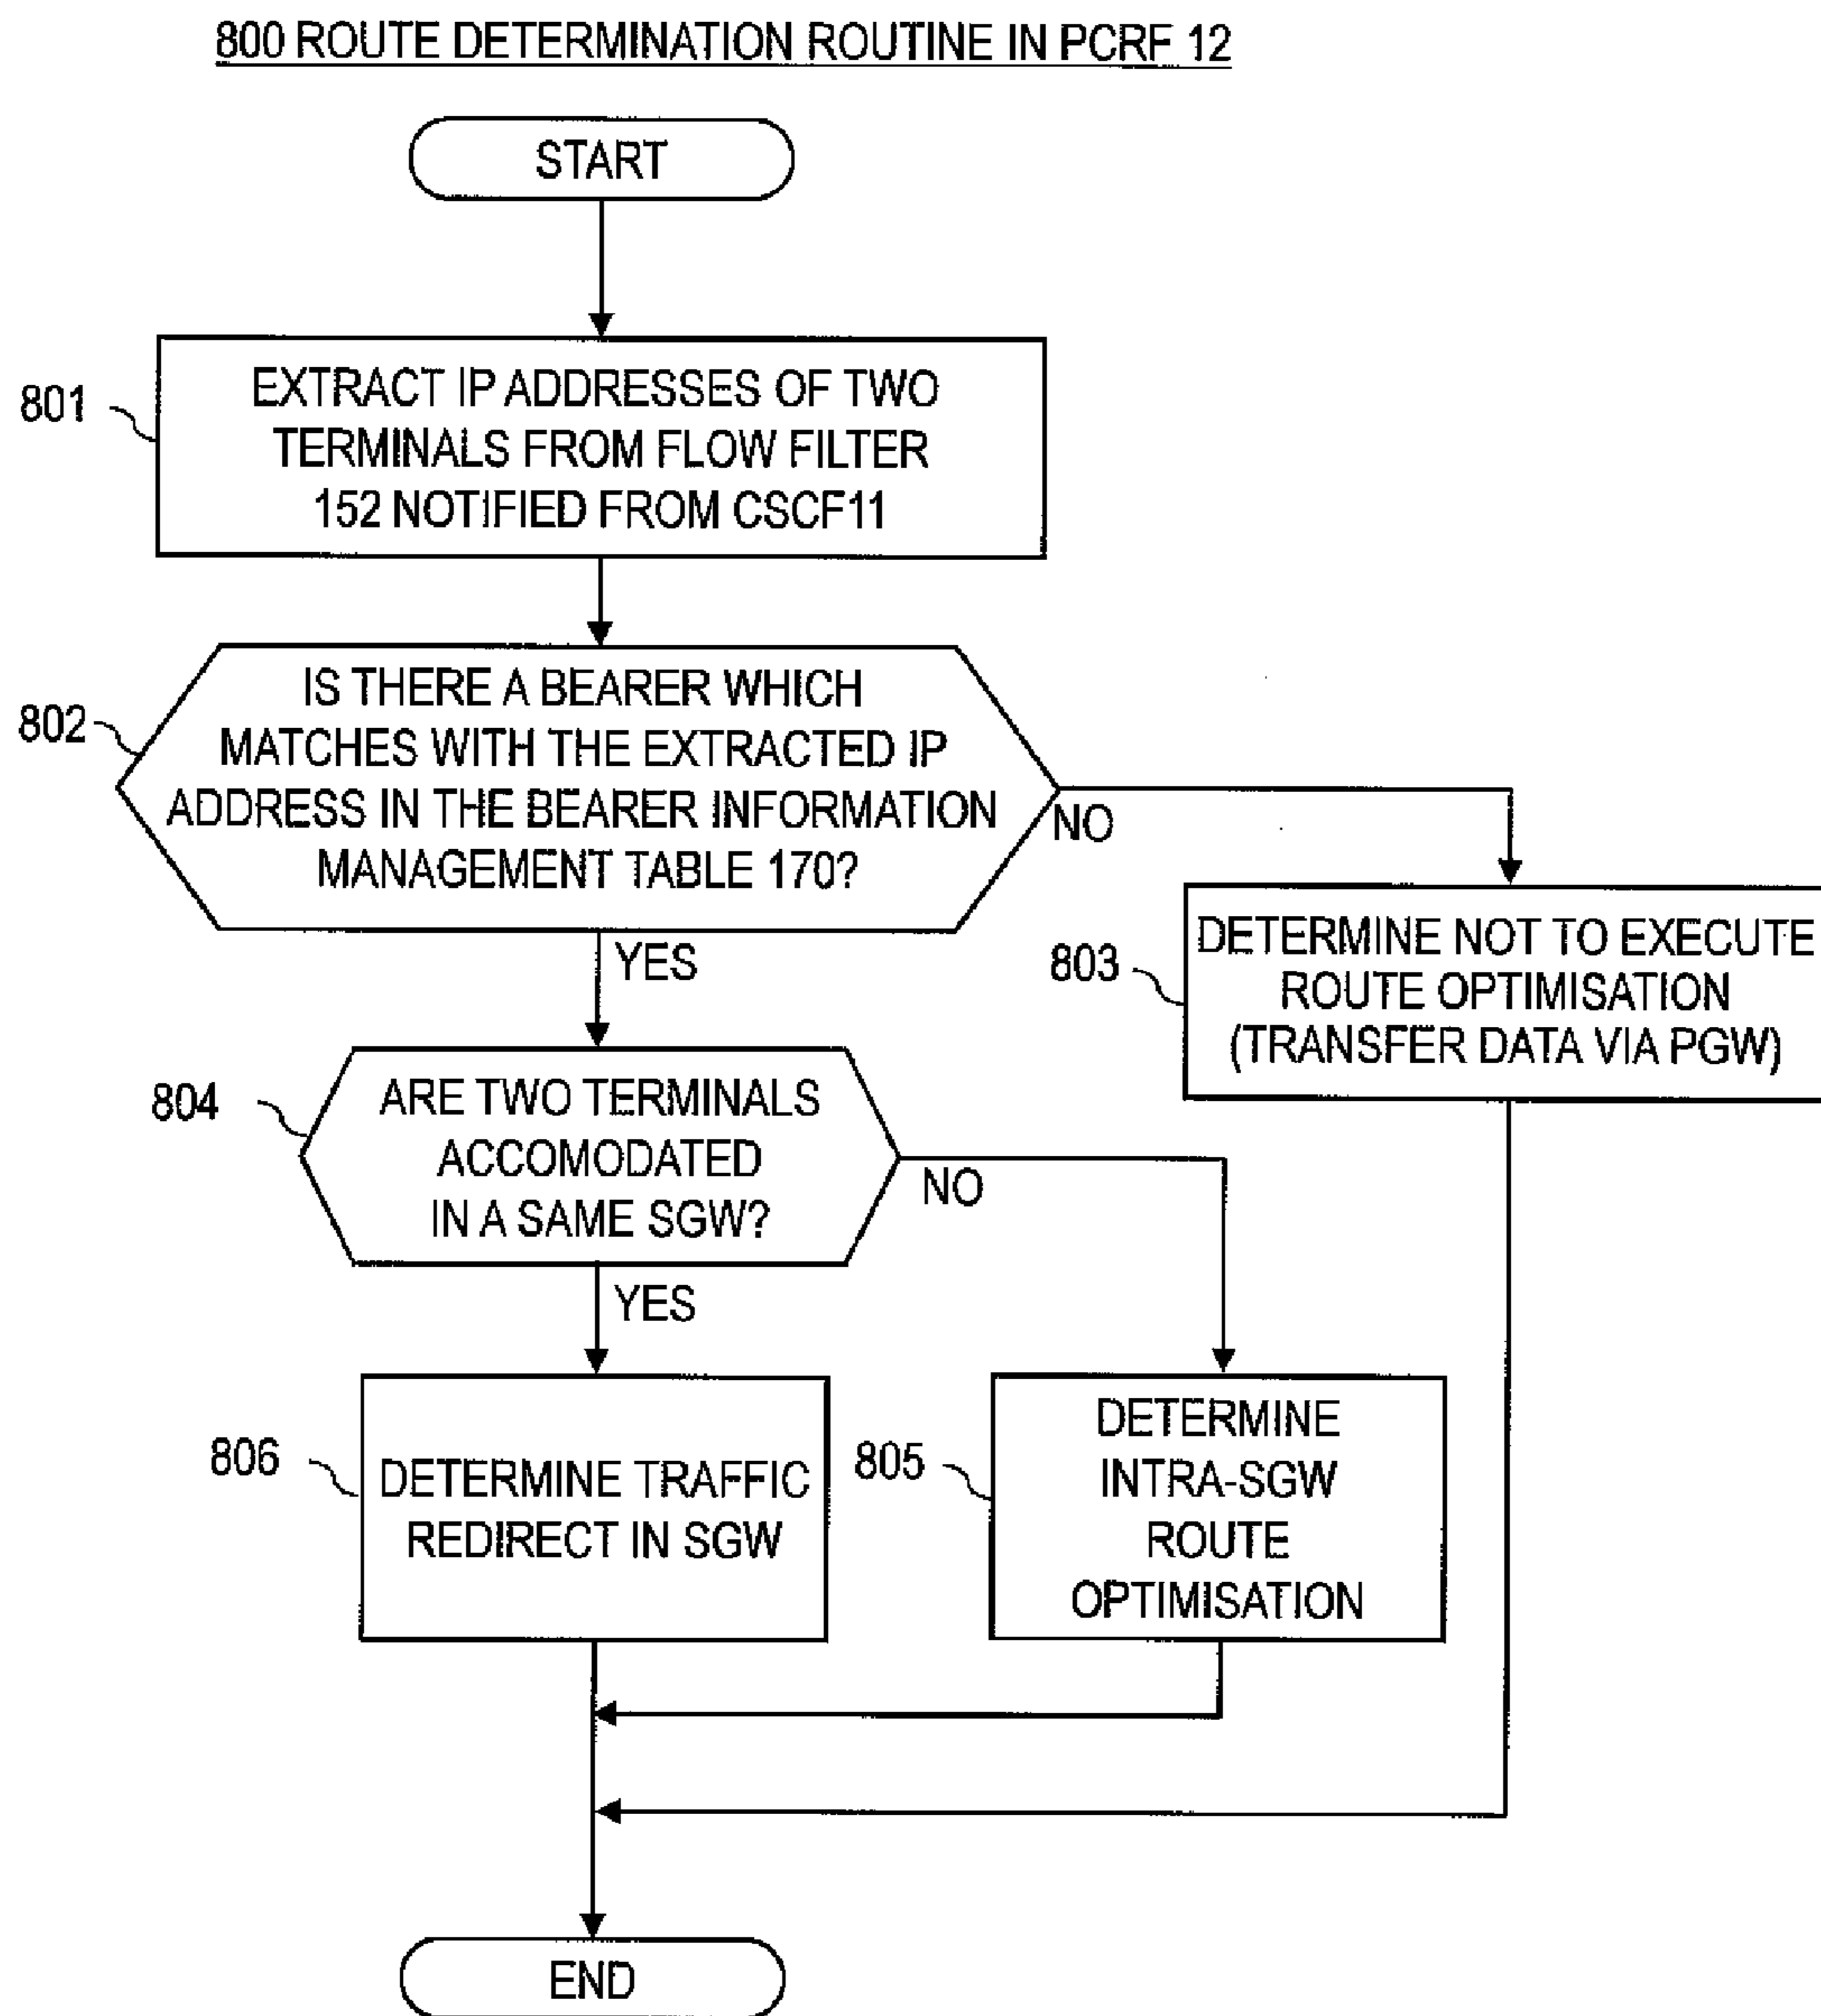 800 ROUTE DETERMINATION ROUTINE IN PCRF 12
START
801
EXTRACT IP ADDRESSES OF TWO
TERMINALS FROM FLOW FILTER
152 NOTIFIED FROM CSCF11
802
IS THERE A BEARER WHICH
MATCHES WITH THE EXTRACTED IP
ADDRESS IN THE BEARER INFORMATION
MANAGEMENT TABLE 170?
NO
YES
803
DETERMINE NOT TO EXECUTE
ROUTE OPTIMISATION
(TRANSFER DATA VIA PGW)
804
ARE TWO TERMINALS
ACCOMODATED
IN A SAME SGW?
NO
YES
806
DETERMINE TRAFFIC
REDIRECT IN SGW
805
DETERMINE
INTRA-SGW
ROUTE
OPTIMISATION
END